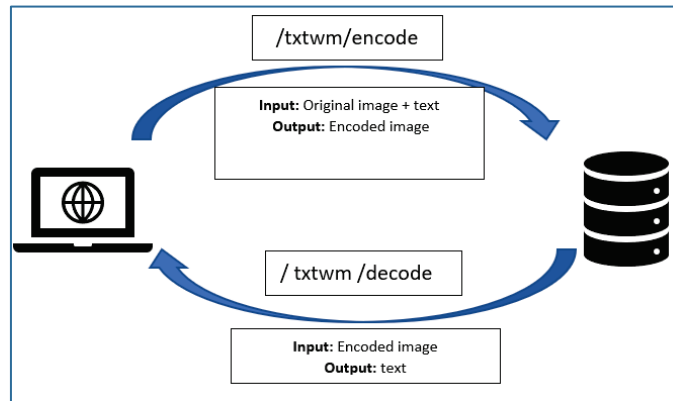 /txtwm/encode
Input: Original image + text
Output: Encoded image
/ txtwm /decode
Input: Encoded image
Output: text